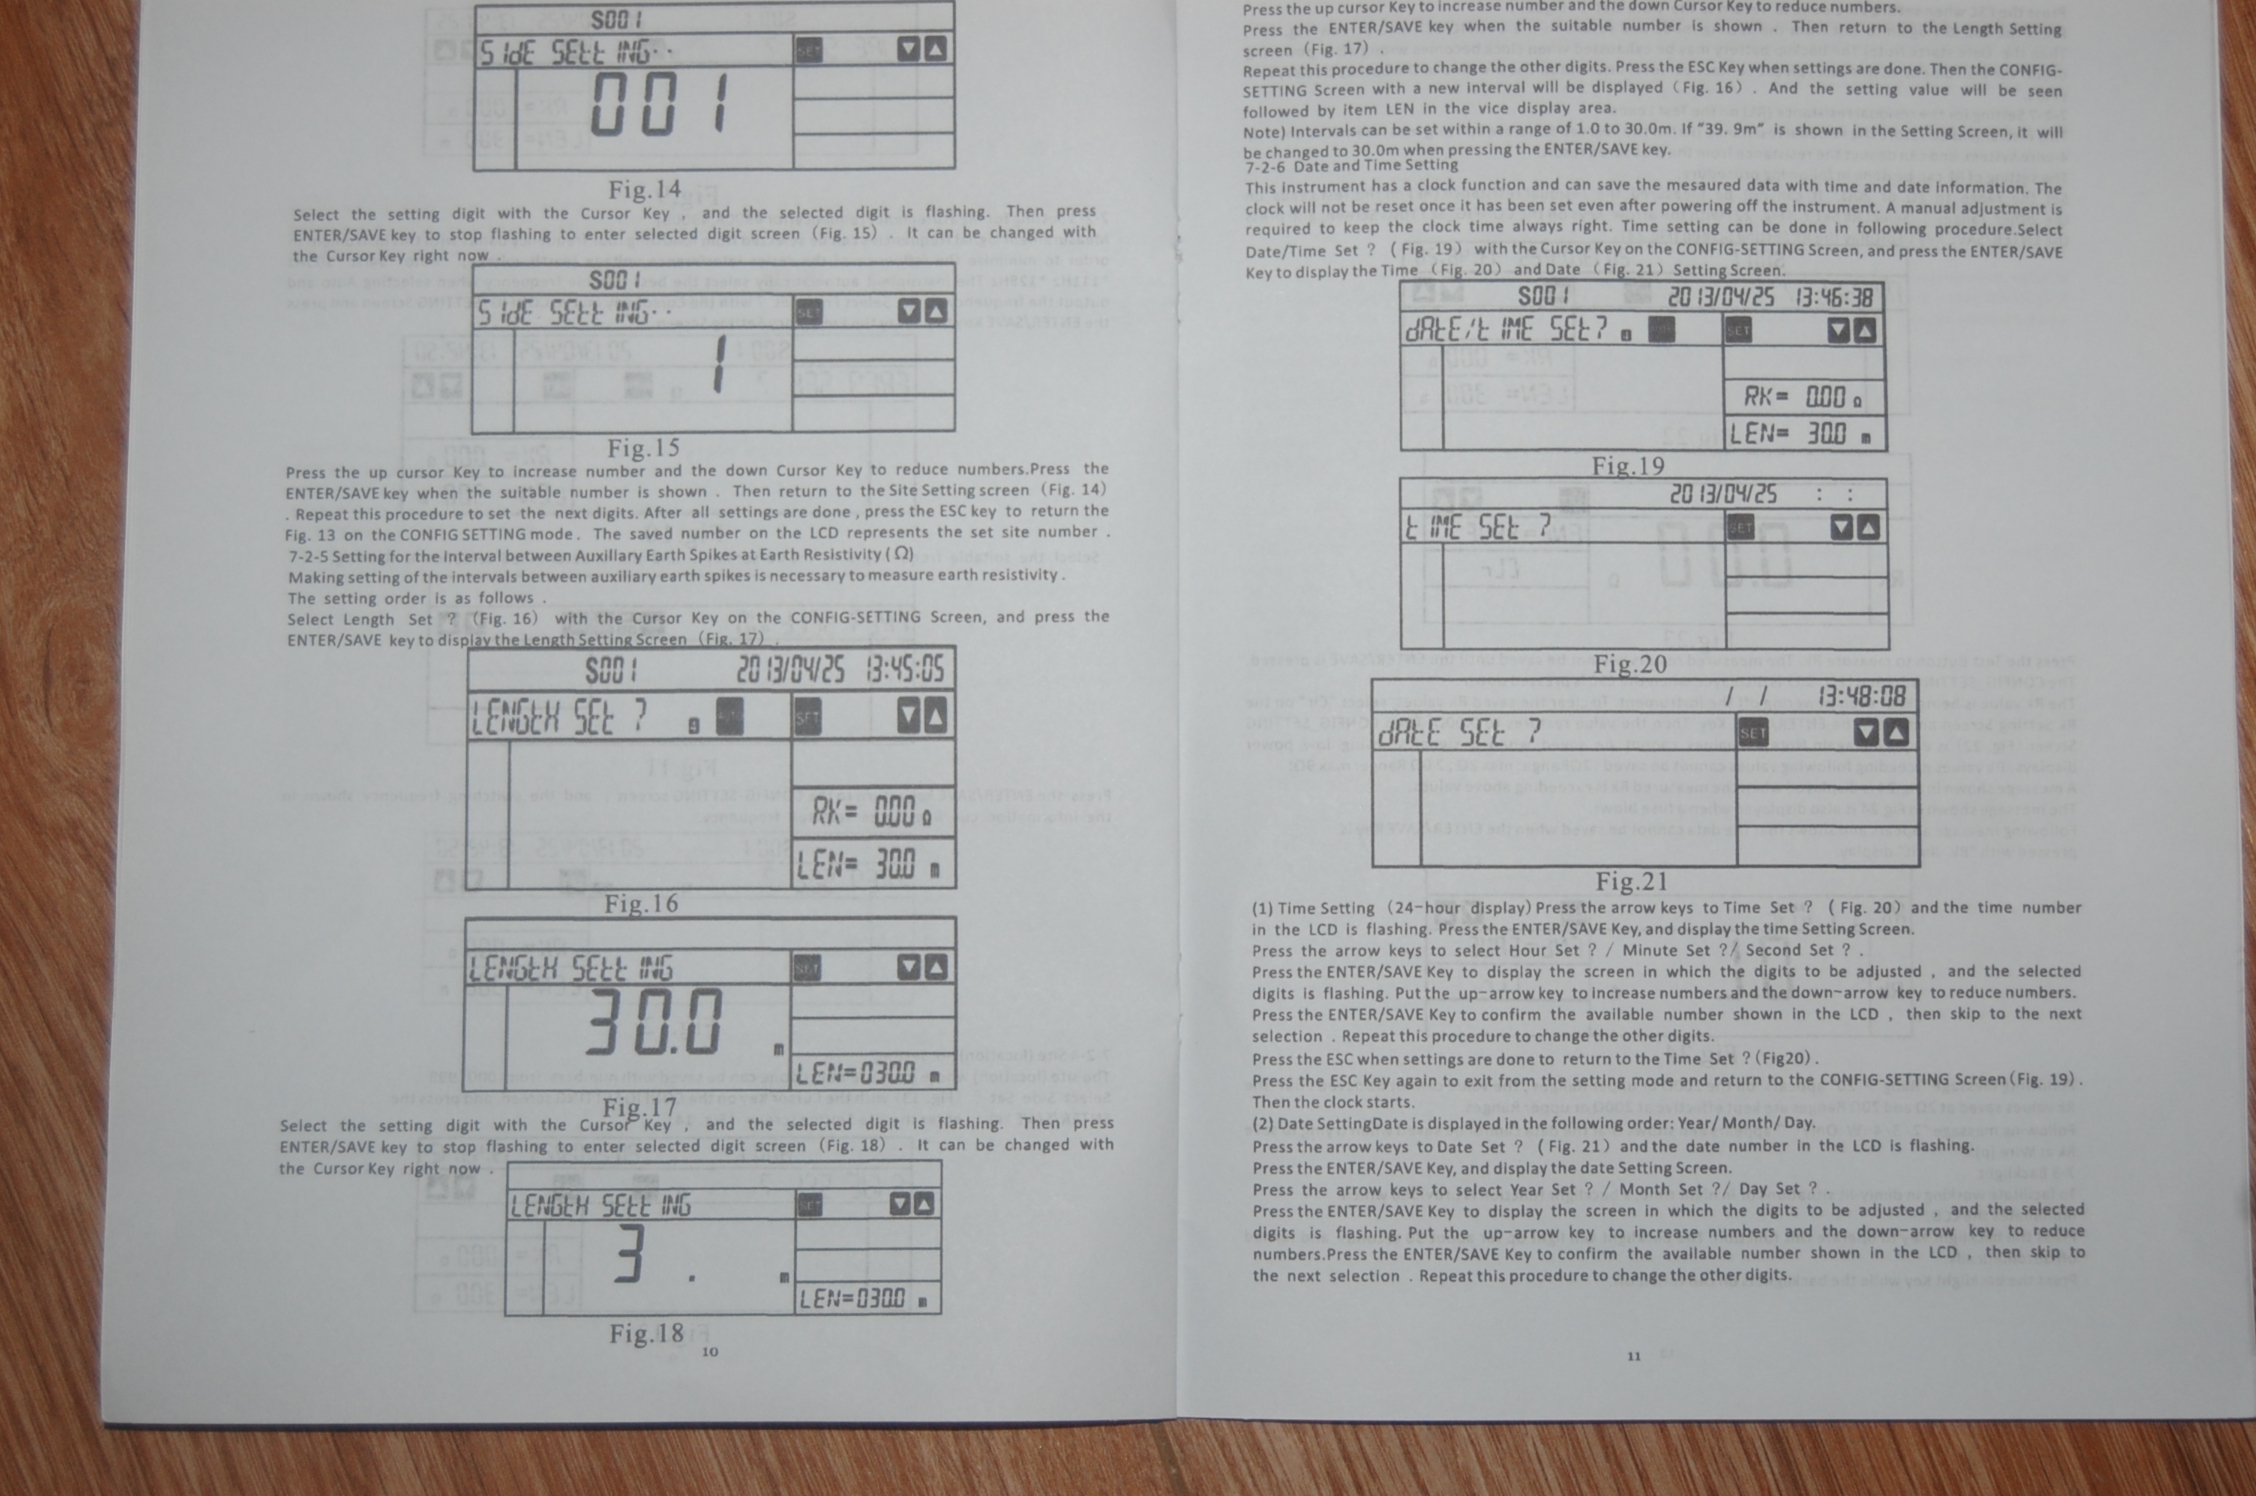 S001
SIdE SEttING··
SET
001
Fig.14
Select the setting digit with the Cursor Key , and the selected digit is flashing. Then press
ENTER/SAVE key to stop flashing to enter selected digit screen (Fig. 15) . It can be changed with
the Cursor Key right now .
S001
SIdE SEttING··
SET
1
Fig.15
Press the up cursor Key to increase number and the down Cursor Key to reduce numbers.Press the
ENTER/SAVE key when the suitable number is shown . Then return to the Site Setting screen (Fig. 14)
. Repeat this procedure to set the next digits. After all settings are done , press the ESC key to return the
Fig. 13 on the CONFIG SETTING mode . The saved number on the LCD represents the set site number .
7-2-5 Setting for the Interval between Auxiliary Earth Spikes at Earth Resistivity (Ω)
Making setting of the intervals between auxiliary earth spikes is necessary to measure earth resistivity .
The setting order is as follows .
Select Length Set ? (Fig. 16) with the Cursor Key on the CONFIG-SETTING Screen, and press the
ENTER/SAVE key to display the Length Setting Screen (Fig. 17) .
S001 2013/04/25 13:45:05
LENGtH SEt ?
SET
RK= 0.00 Ω
LEN= 30.0 m
Fig.16
LENGtH SEttING
SET
30.0 m
LEN=030.0 m
Fig.17
Select the setting digit with the Cursor Key , and the selected digit is flashing. Then press
ENTER/SAVE key to stop flashing to enter selected digit screen (Fig. 18) . It can be changed with
the Cursor Key right now .
LENGtH SEttING
SET
3 . m
LEN=030.0 m
Fig.18
10
Press the up cursor Key to increase number and the down Cursor Key to reduce numbers.
Press the ENTER/SAVE key when the suitable number is shown . Then return to the Length Setting
screen (Fig. 17) .
Repeat this procedure to change the other digits. Press the ESC Key when settings are done. Then the CONFIG-
SETTING Screen with a new interval will be displayed (Fig. 16) . And the setting value will be seen
followed by item LEN in the vice display area.
Note) Intervals can be set within a range of 1.0 to 30.0m. If "39. 9m" is shown in the Setting Screen, it will
be changed to 30.0m when pressing the ENTER/SAVE key.
7-2-6 Date and Time Setting
This instrument has a clock function and can save the mesaured data with time and date information. The
clock will not be reset once it has been set even after powering off the instrument. A manual adjustment is
required to keep the clock time always right. Time setting can be done in following procedure.Select
Date/Time Set ? ( Fig. 19) with the Cursor Key on the CONFIG-SETTING Screen, and press the ENTER/SAVE
Key to display the Time (Fig. 20) and Date (Fig. 21) Setting Screen.
S001 2013/04/25 13:46:38
dAtE/tIME SEt?
SET
RK= 0.00 Ω
LEN= 30.0 m
Fig.19
2013/04/25 : :
tIME SEt ?
SET
Fig.20
/ / 13:48:08
dAtE SEt ?
SET
Fig.21
(1) Time Setting (24-hour display) Press the arrow keys to Time Set ? ( Fig. 20) and the time number
in the LCD is flashing. Press the ENTER/SAVE Key, and display the time Setting Screen.
Press the arrow keys to select Hour Set ? / Minute Set ?/ Second Set ? .
Press the ENTER/SAVE Key to display the screen in which the digits to be adjusted , and the selected
digits is flashing. Put the up-arrow key to increase numbers and the down-arrow key to reduce numbers.
Press the ENTER/SAVE Key to confirm the available number shown in the LCD , then skip to the next
selection . Repeat this procedure to change the other digits.
Press the ESC when settings are done to return to the Time Set ? (Fig20) .
Press the ESC Key again to exit from the setting mode and return to the CONFIG-SETTING Screen (Fig. 19) .
Then the clock starts.
(2) Date SettingDate is displayed in the following order: Year/ Month/ Day.
Press the arrow keys to Date Set ? ( Fig. 21) and the date number in the LCD is flashing.
Press the ENTER/SAVE Key, and display the date Setting Screen.
Press the arrow keys to select Year Set ? / Month Set ?/ Day Set ? .
Press the ENTER/SAVE Key to display the screen in which the digits to be adjusted , and the selected
digits is flashing. Put the up-arrow key to increase numbers and the down-arrow key to reduce
numbers.Press the ENTER/SAVE Key to confirm the available number shown in the LCD , then skip to
the next selection . Repeat this procedure to change the other digits.
11